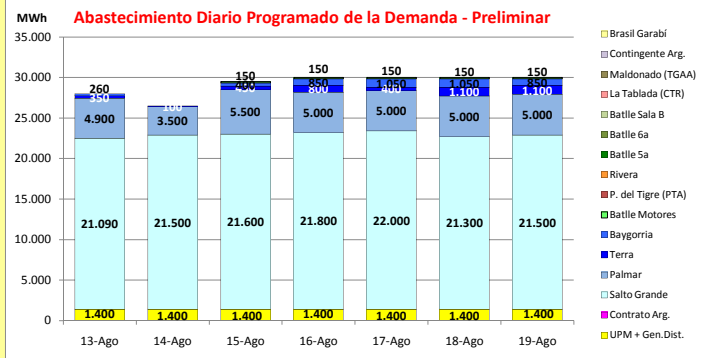 MWh
Abastecimiento Diario Programado de la Demanda - Preliminar
35.000
30.000
25.000
20.000
15.000
10.000
5.000
0
260
350
4.900
21.090
1.400
100
3.500
21.500
1.400
150
400
450
5.500
21.600
1.400
150
850
800
5.000
21.800
1.400
150
1.050
400
5.000
22.000
1.400
150
1.050
1.100
5.000
21.300
1.400
150
850
1.100
5.000
21.500
1.400
13-Ago
14-Ago
15-Ago
16-Ago
17-Ago
18-Ago
19-Ago
Brasil Garabí
Contingente Arg.
Maldonado (TGAA)
La Tablada (CTR)
Batlle Sala B
Batlle 6a
Batlle 5a
Rivera
P. del Tigre (PTA)
Batlle Motores
Baygorria
Terra
Palmar
Salto Grande
Contrato Arg.
UPM + Gen.Dist.